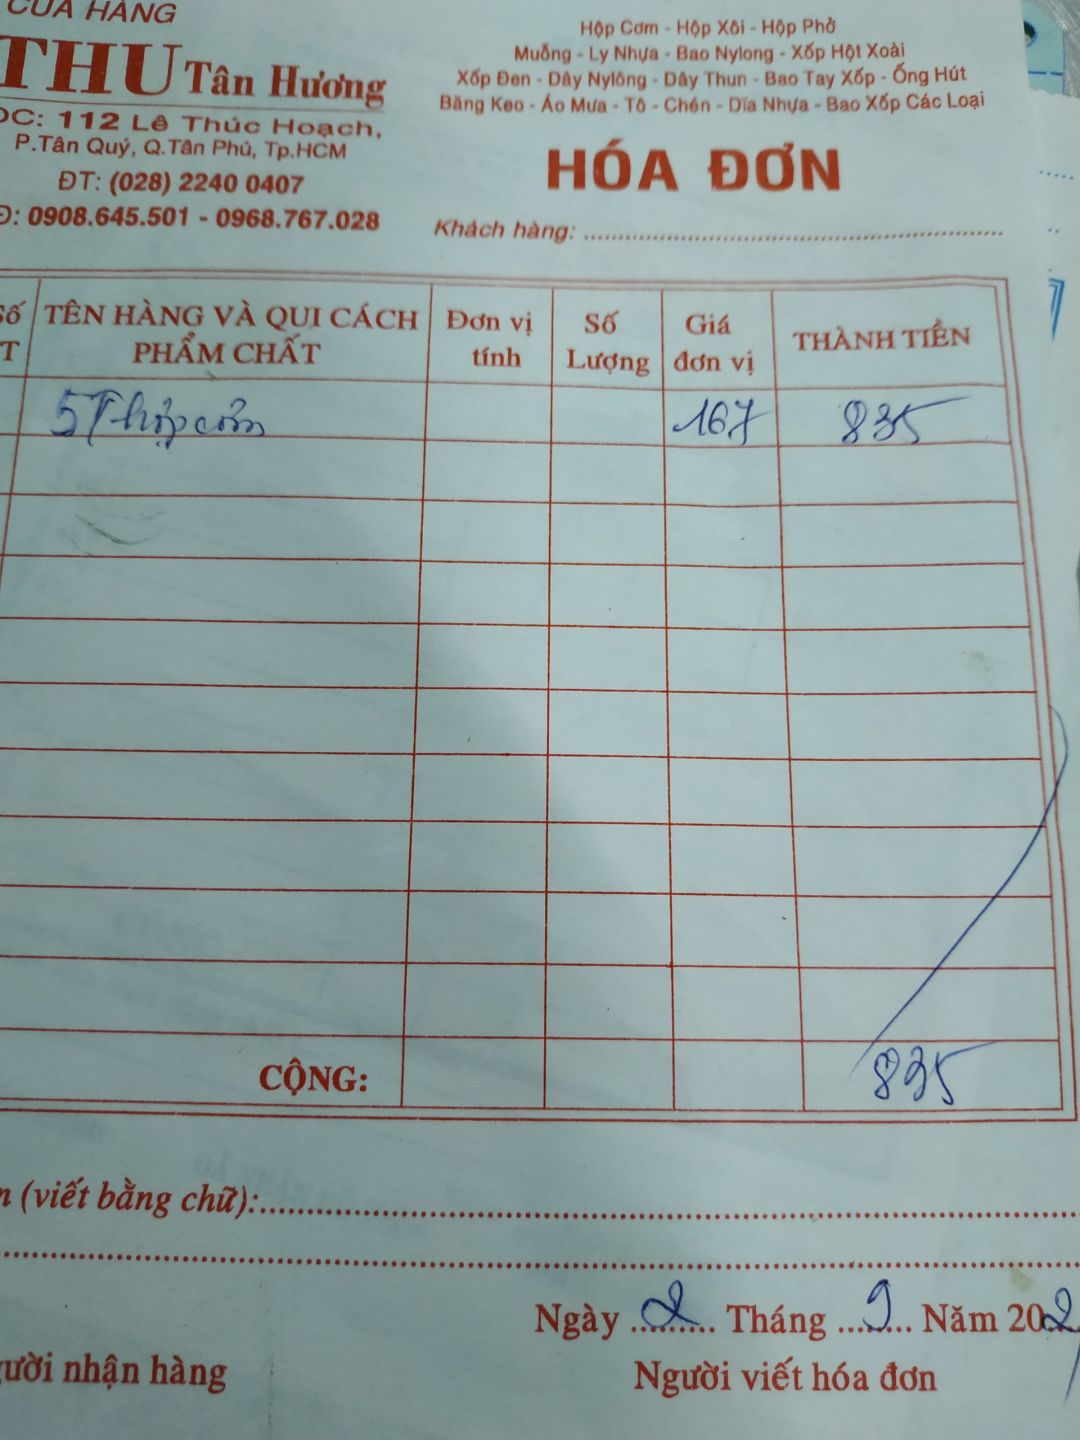 CỬA HÀNG
THU Tân Hương
ĐC: 112 Lê Thúc Hoạch,
P.Tân Quý, Q.Tân Phú, Tp.HCM
ĐT: (028) 2240 0407
Đ: 0908.645.501 - 0968.767.028
Hộp Cơm - Hộp Xôi - Hộp Phở
Muỗng - Ly Nhựa - Bao Nylong - Xốp Hột Xoài
Xốp Đen - Dây Nylông - Dây Thun - Bao Tay Xốp - Ống Hút
Băng Keo - Áo Mưa - Tô - Chén - Dĩa Nhựa - Bao Xốp Các Loại
HÓA ĐƠN
Khách hàng:
Số
T
TÊN HÀNG VÀ QUI CÁCH
PHẨM CHẤT
Đơn vị
tính
Số
Lượng
Giá
đơn vị
THÀNH TIỀN
5T hộp cơm 167 835
CỘNG: 835
(viết bằng chữ):
Ngày 2 Tháng 9 Năm 202
người nhận hàng
Người viết hóa đơn